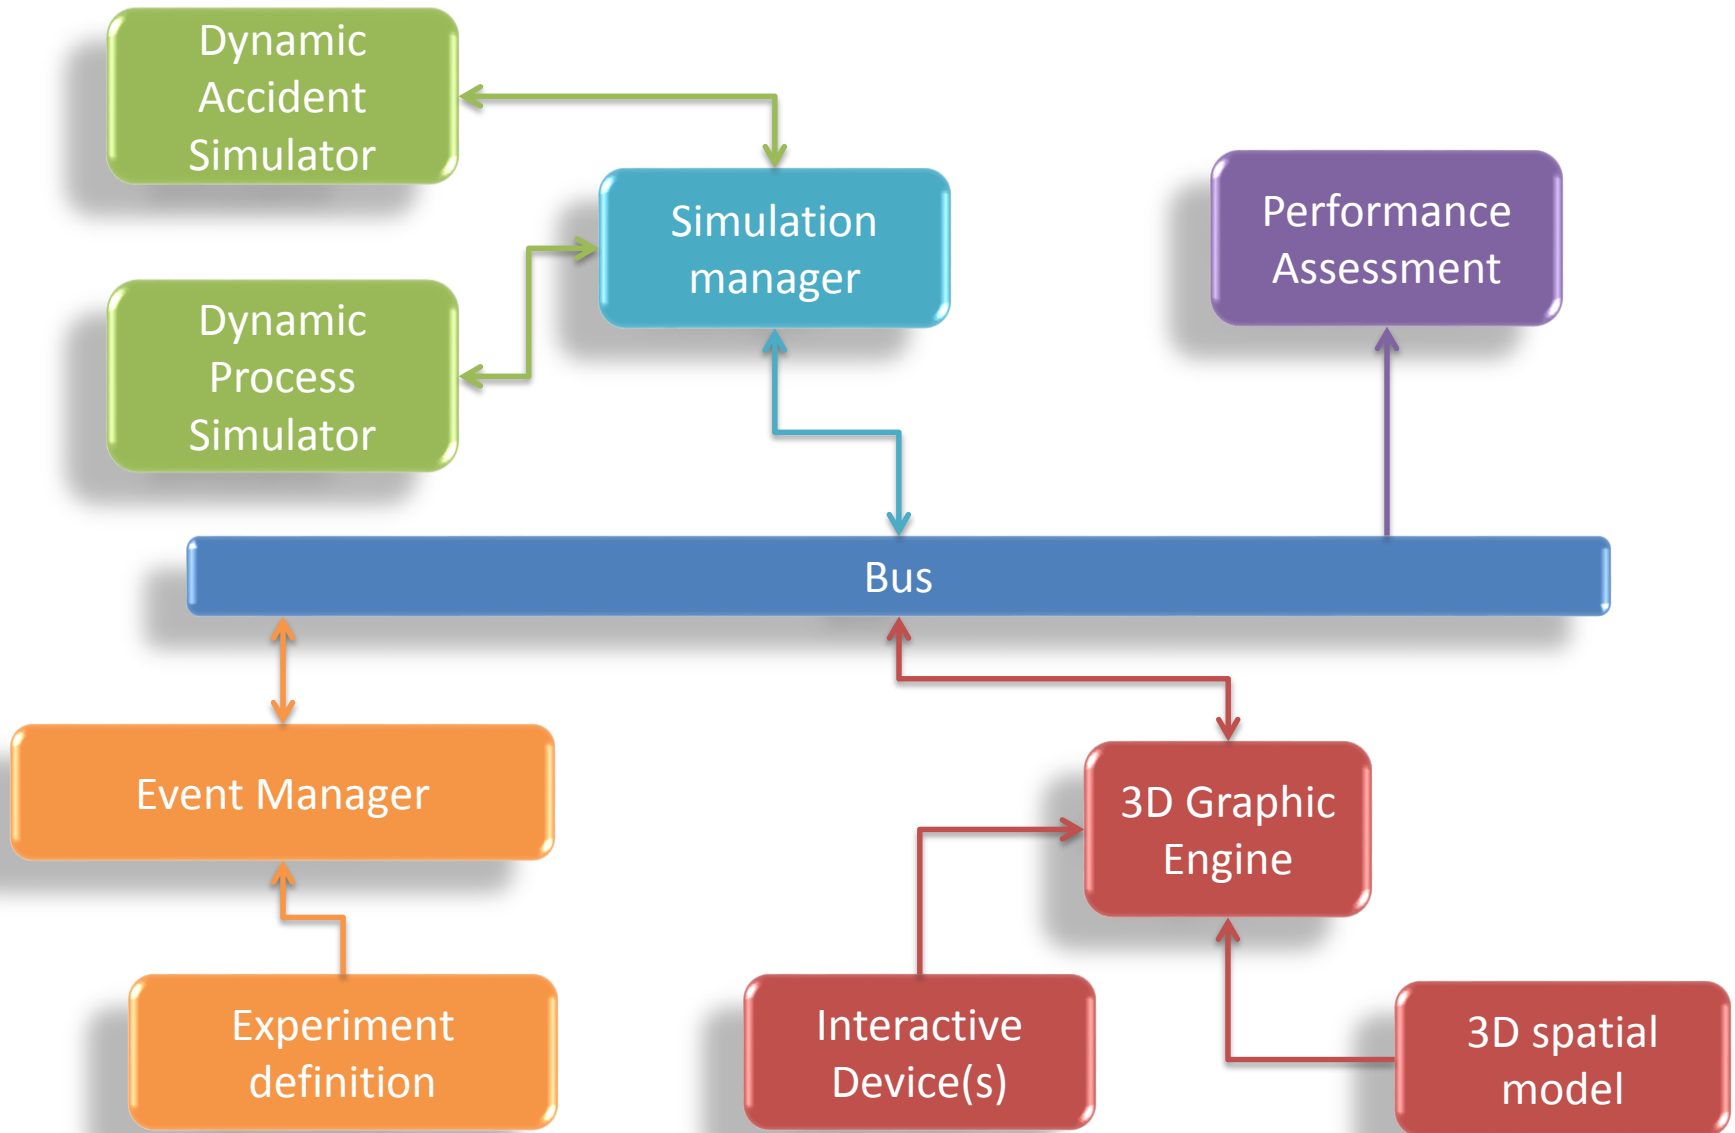 Dynamic
Accident
Simulator
Simulation
manager
Performance
Assessment
Dynamic
Process
Simulator
Bus
Event Manager
3D Graphic
Engine
Experiment
definition
Interactive
Device(s)
3D spatial
model